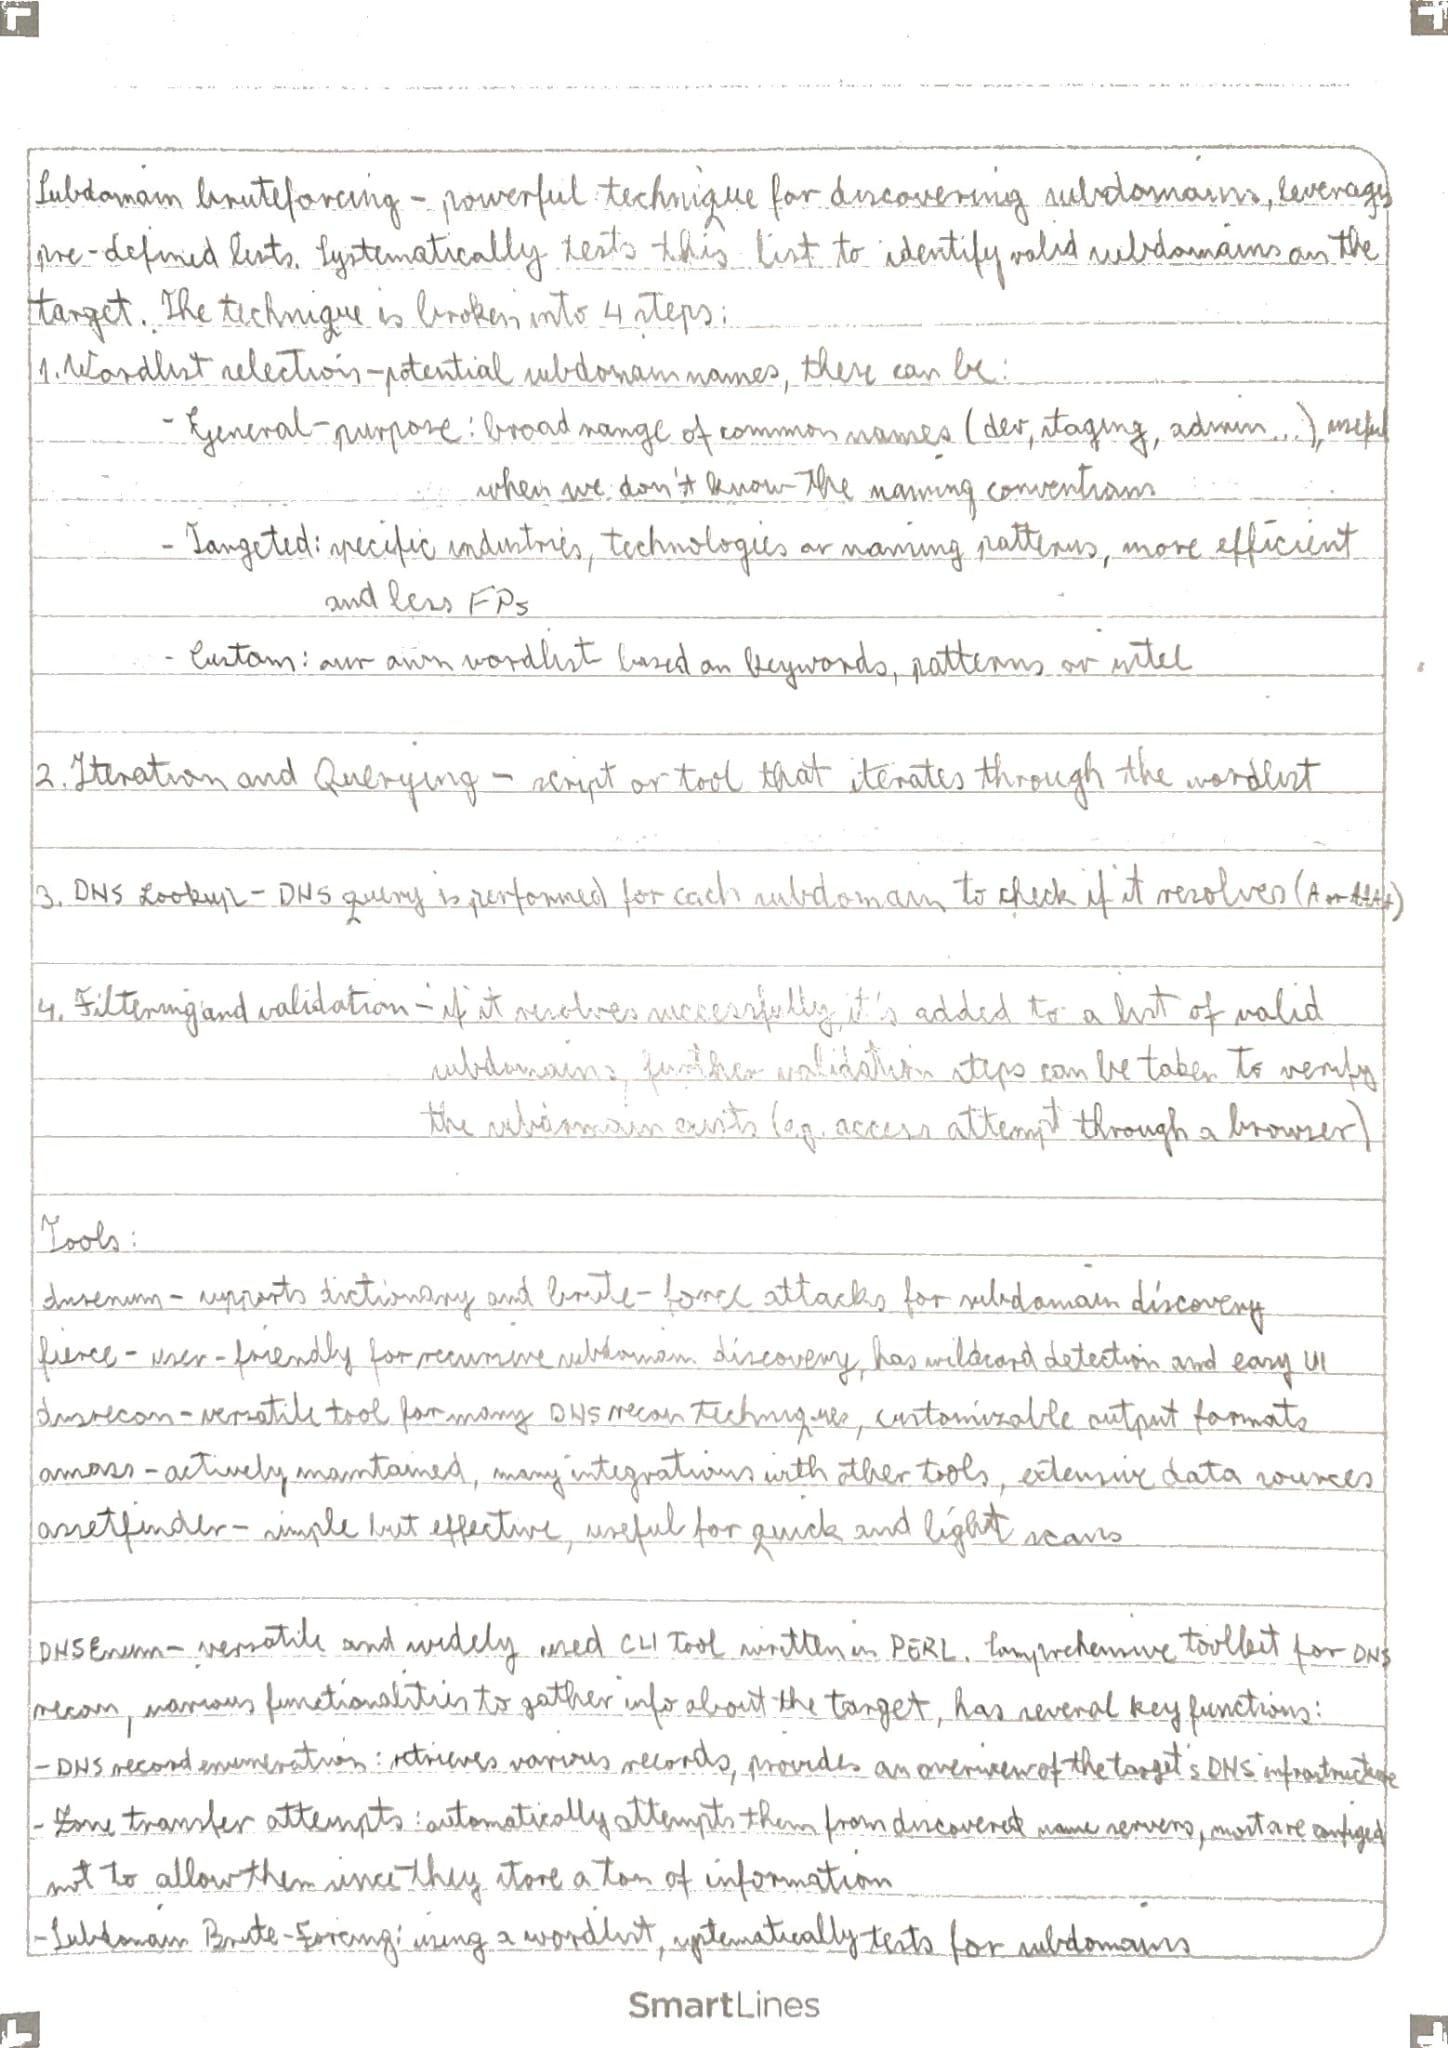 Subdomain bruteforcing - powerful technique for discovering subdomains, leverages
pre-defined lists. Systematically tests this list to identify valid subdomains on the
target. The technique is broken into 4 steps:
1. Wordlist selection - potential subdomain names, there can be:
- General-purpose: broad range of common names (dev, staging, admin...), useful
when we don't know the naming conventions
- Targeted: specific industries, technologies or naming patterns, more efficient
and less FPs
- Custom: our own wordlist based on keywords, patterns or intel
2. Iteration and Querying - script or tool that iterates through the wordlist
3. DNS Lookup - DNS query is performed for each subdomain to check if it resolves (A or AAAA)
4. Filtering and validation - if it resolves successfully, it's added to a list of valid
subdomains, further validation steps can be taken to verify
the subdomain exists (e.g. access attempt through a browser)
Tools:
dnsenum - supports dictionary and brute-force attacks for subdomain discovery
fierce - user-friendly for recursive subdomain discovery, has wildcard detection and easy UI
dnsrecon - versatile tool for many DNS recon techniques, customizable output formats
amass - actively maintained, many integrations with other tools, extensive data sources
assetfinder - simple but effective, useful for quick and light scans
DNSEnum - versatile and widely used CLI tool written in PERL. Comprehensive toolkit for DNS
recon, various functionalities to gather info about the target, has several key functions:
- DNS record enumeration: retrieves various records, provides an overview of the target's DNS infrastructure
- Zone transfer attempts: automatically attempts them from discovered name servers, most are configed
not to allow them since they store a ton of information
- Subdomain Brute-Forcing: using a wordlist, systematically tests for subdomains
SmartLines